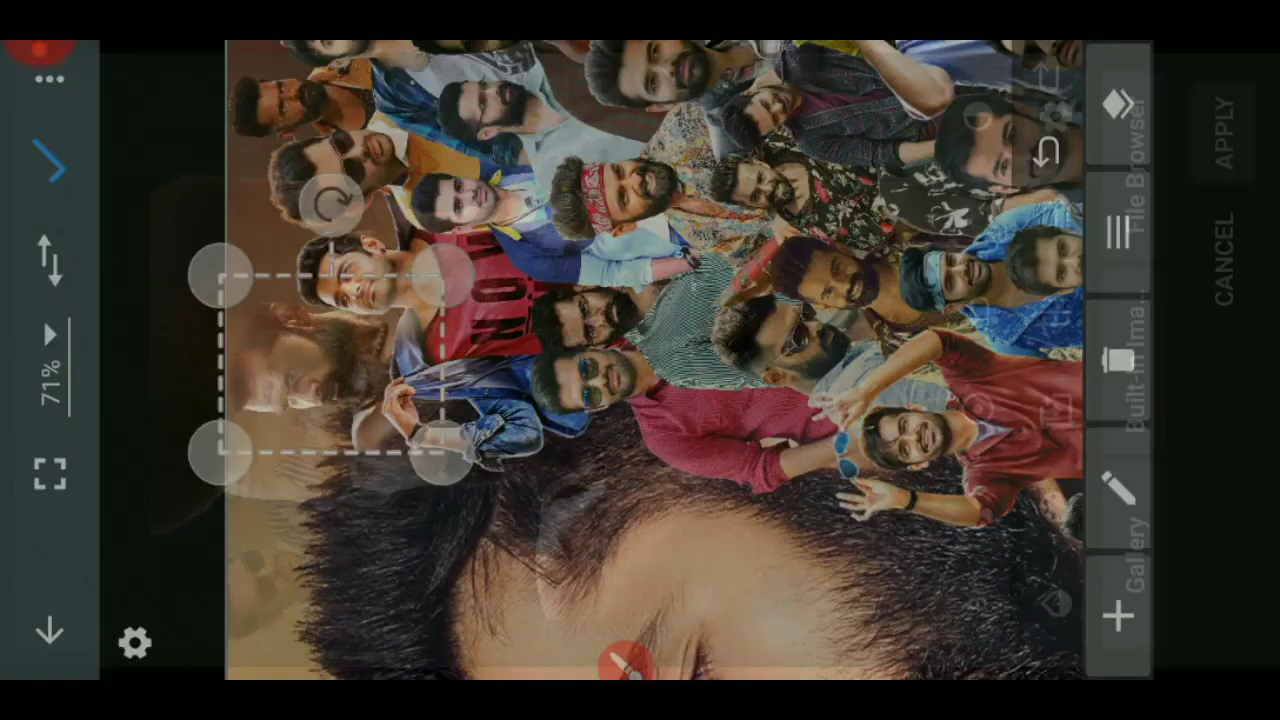 APPLY
CANCEL
File Browser
Built-in Ima...
Gallery
71%